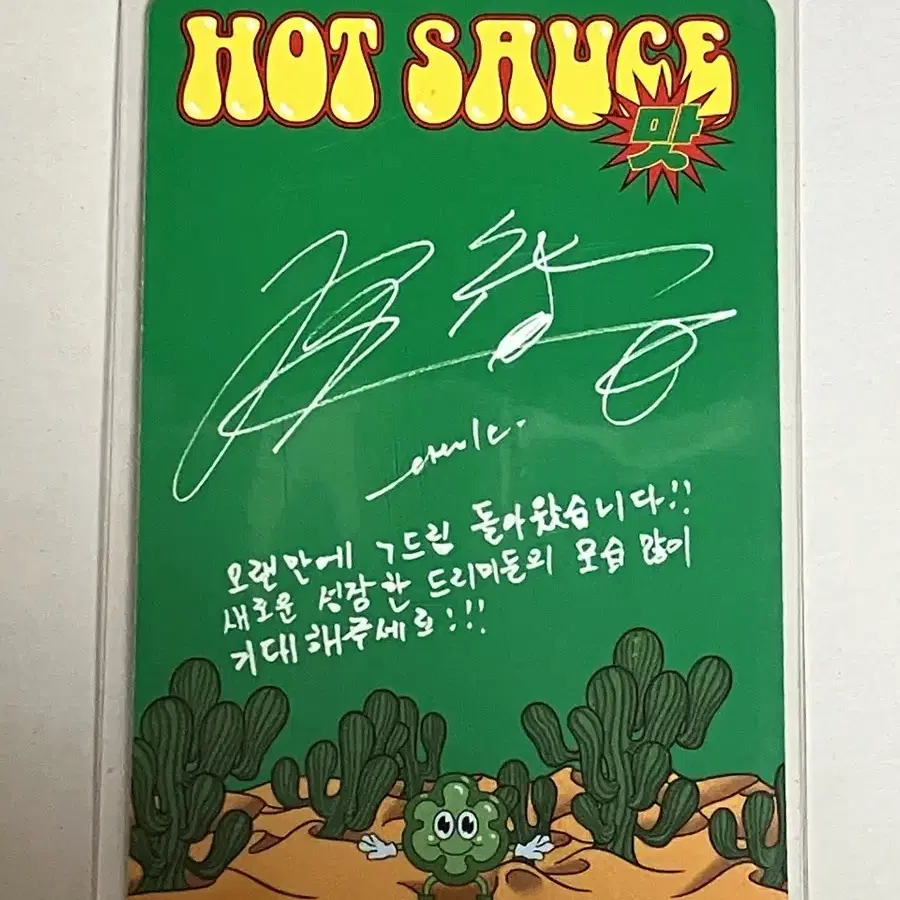 HOT SAUCE
맛
오랜만에 7드림 돌아왔습니다!!
새로운 성장한 드리미들의 모습 많이
기대해주세요!!!